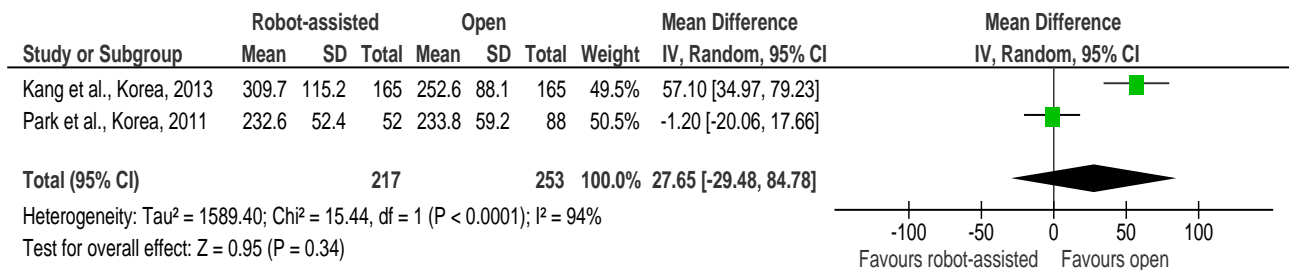 Robot-assisted Open Mean Difference Mean Difference
Study or Subgroup Mean SD Total Mean SD Total Weight IV, Random, 95% CI IV, Random, 95% CI
Kang et al., Korea, 2013 309.7 115.2 165 252.6 88.1 165 49.5% 57.10 [34.97, 79.23]
Park et al., Korea, 2011 232.6 52.4 52 233.8 59.2 88 50.5% -1.20 [-20.06, 17.66]
Total (95% CI) 217 253 100.0% 27.65 [-29.48, 84.78]
Heterogeneity: Tau² = 1589.40; Chi² = 15.44, df = 1 (P < 0.0001); I² = 94%
Test for overall effect: Z = 0.95 (P = 0.34)
-100 -50 0 50 100
Favours robot-assisted Favours open